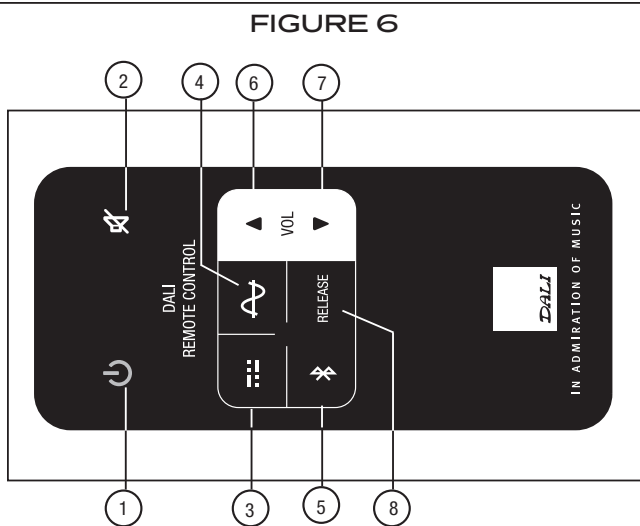 FIGURE 6
2
4
6
7
DALI
REMOTE CONTROL
VOL
RELEASE
DALI
IN ADMIRATION OF MUSIC
1
3
5
8